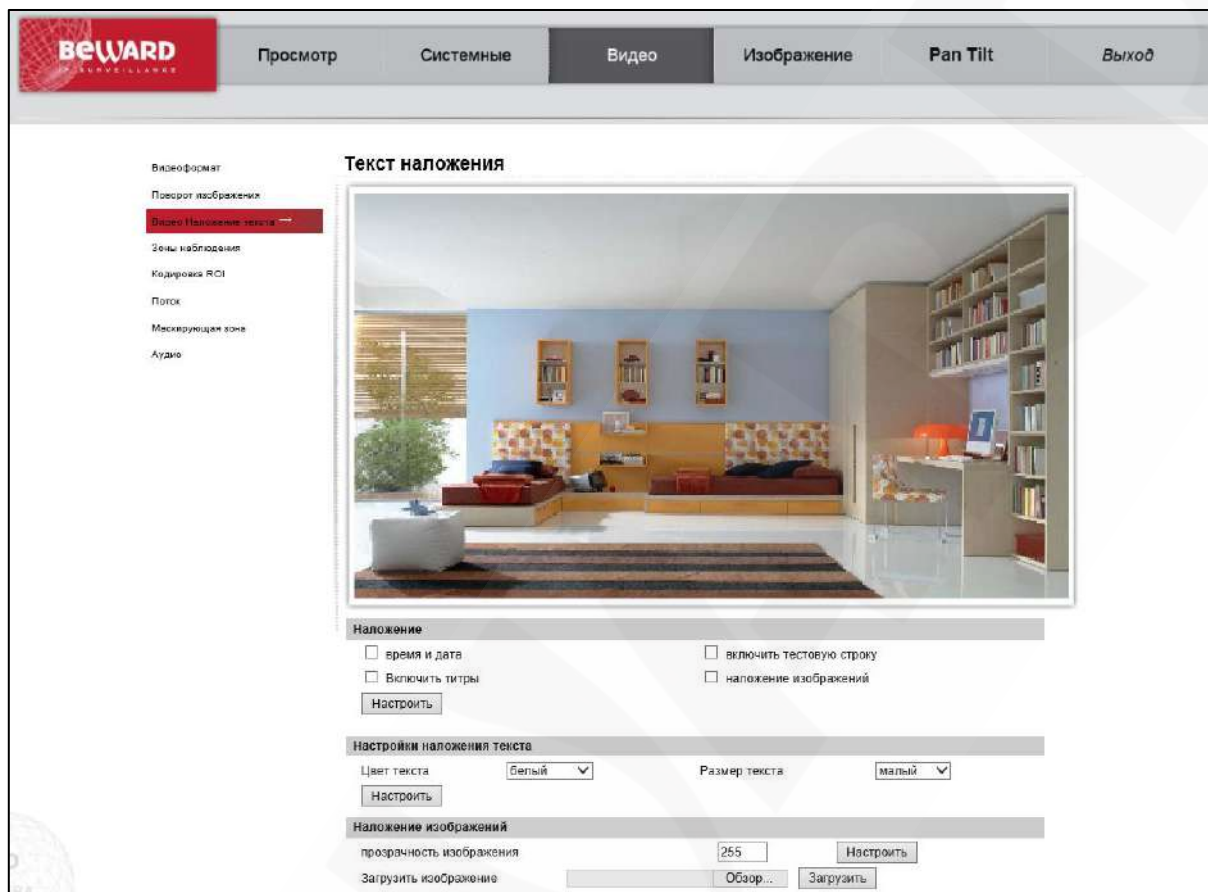 BEWARD
IP SURVEILLANCE
Просмотр Системные Видео Изображение Pan Tilt Выход
Текст наложения
Видеоформат
Поворот изображения
Видео Наложение текста →
Зоны наблюдения
Кодировка ROI
Поток
Маскирующая зона
Аудио
Наложение
время и дата включить тестовую строку
Включить титры наложение изображений
Настроить
Настройки наложения текста
Цвет текста белый Размер текста малый
Настроить
Наложение изображений
прозрачность изображения 255 Настроить
Загрузить изображение Обзор... Загрузить